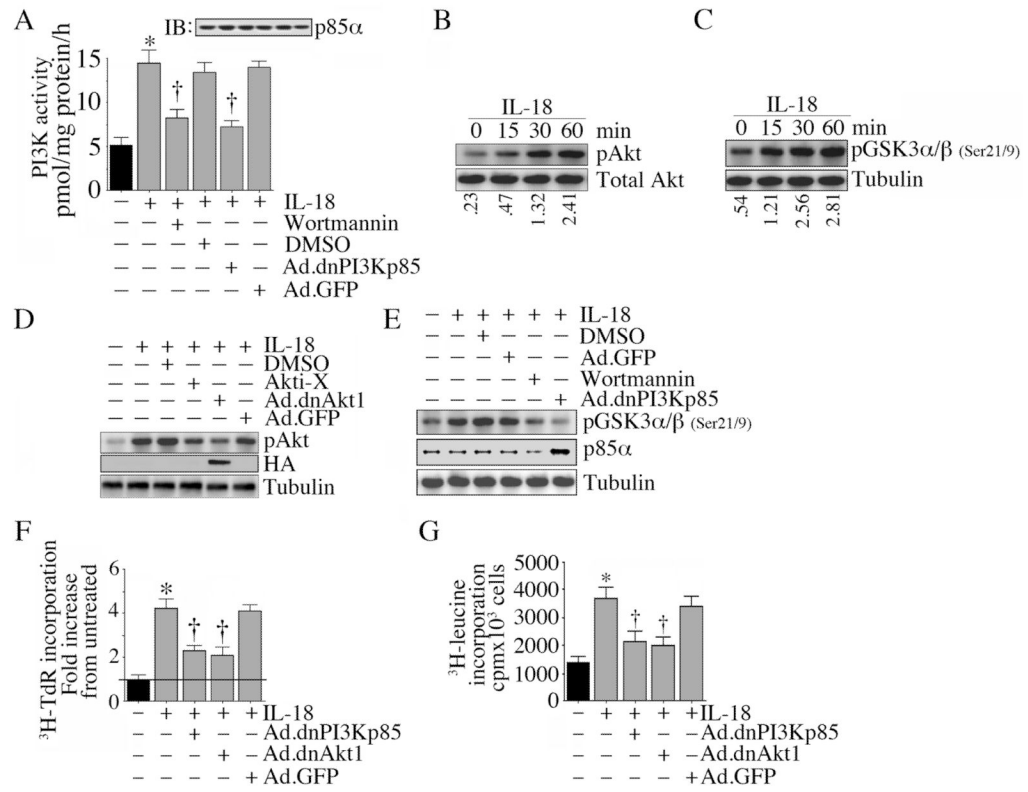 A
IB: p85α
PI3K activity
pmol/mg protein/h
15
10
5
0
*
†
†
– + + + + + IL-18
– – + – – – Wortmannin
– – – + – – DMSO
– – – – + – Ad.dnPI3Kp85
– – – – – + Ad.GFP
B
IL-18
0 15 30 60 min
pAkt
Total Akt
.23 .47 1.32 2.41
C
IL-18
0 15 30 60 min
pGSK3α/β (Ser21/9)
Tubulin
.54 1.21 2.56 2.81
D
– + + + + + IL-18
– – + – – – DMSO
– – – + – – Akti-X
– – – – + – Ad.dnAkt1
– – – – – + Ad.GFP
pAkt
HA
Tubulin
E
– + + + + + IL-18
– – + – – – DMSO
– – – + – – Ad.GFP
– – – – + – Wortmannin
– – – – – + Ad.dnPI3Kp85
pGSK3α/β (Ser21/9)
p85α
Tubulin
F
³H-TdR incorporation
Fold increase
from untreated
6
4
2
0
*
†
†
– + + + + IL-18
– – + – – Ad.dnPI3Kp85
– – – + – Ad.dnAkt1
– – – – + Ad.GFP
G
³H-leucine
incorporation
cpmx10³ cells
5000
4000
3000
2000
1000
0
*
†
†
– + + + + IL-18
– – + – – Ad.dnPI3Kp85
– – – + – Ad.dnAkt1
– – – – + Ad.GFP